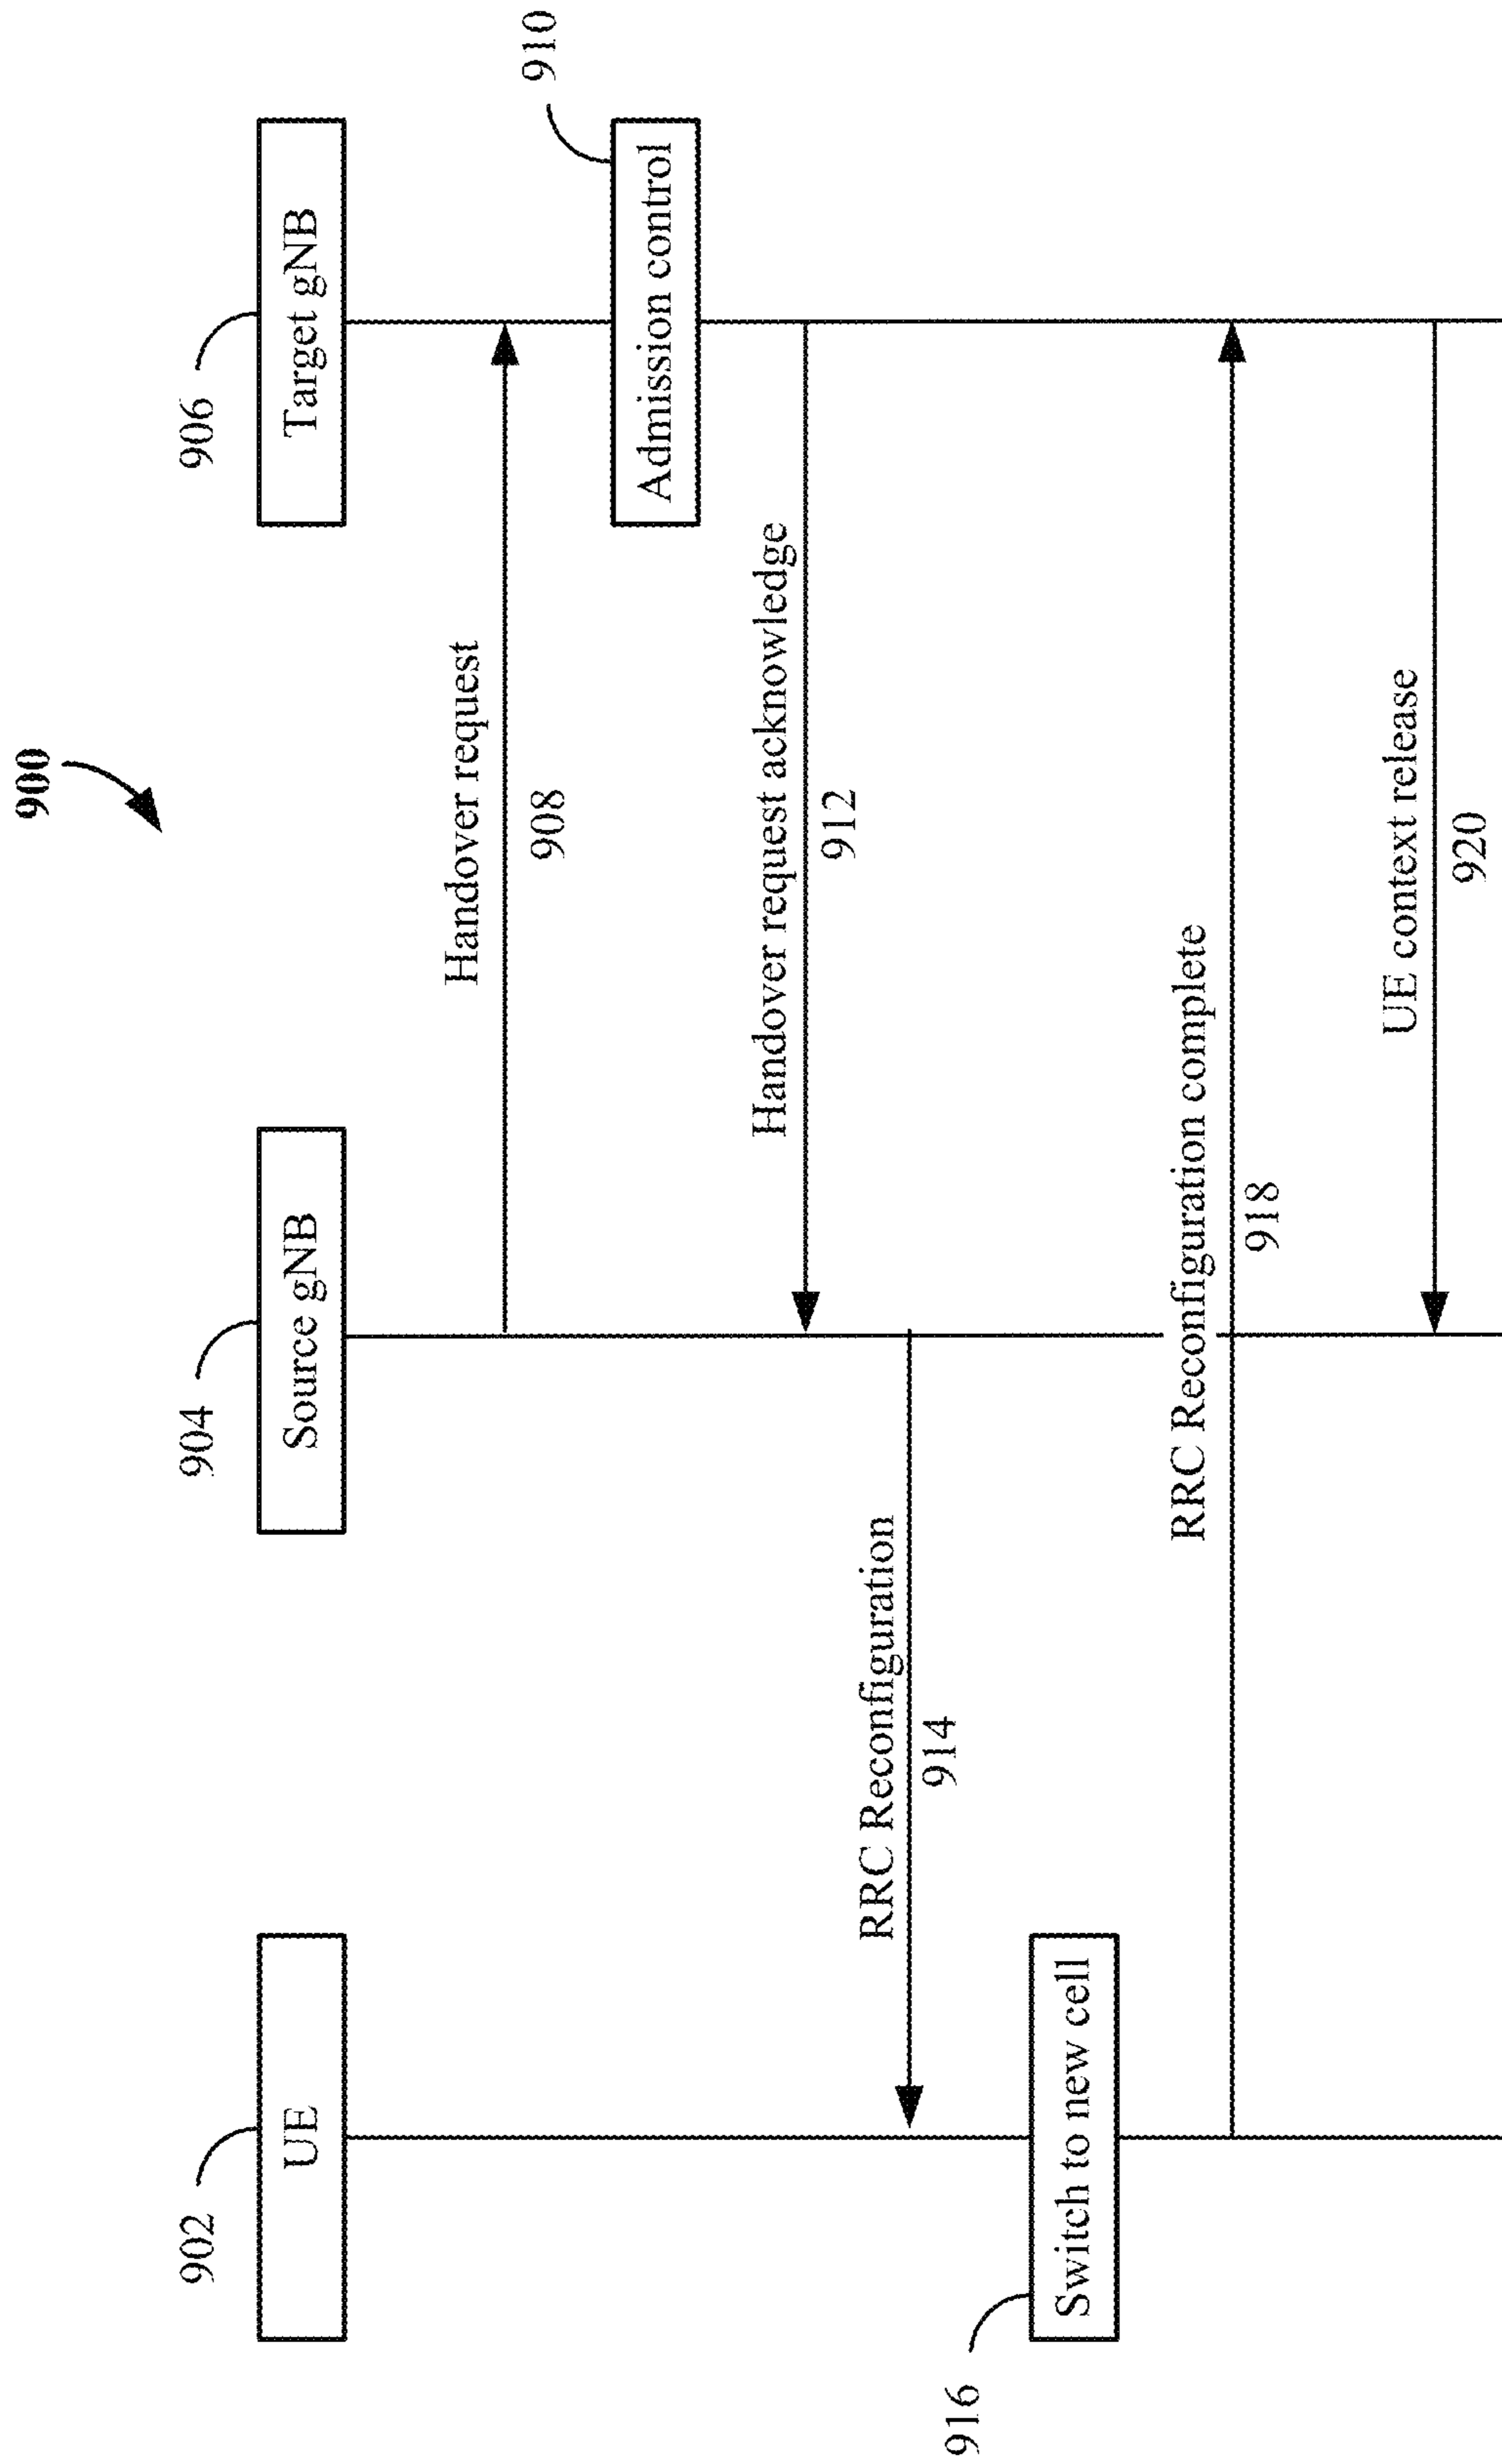 900
902
904
906
UE
Source gNB
Target gNB
Handover request
908
910
Admission control
Handover request acknowledge
912
RRC Reconfiguration
914
916
Switch to new cell
RRC Reconfiguration complete
918
UE context release
920